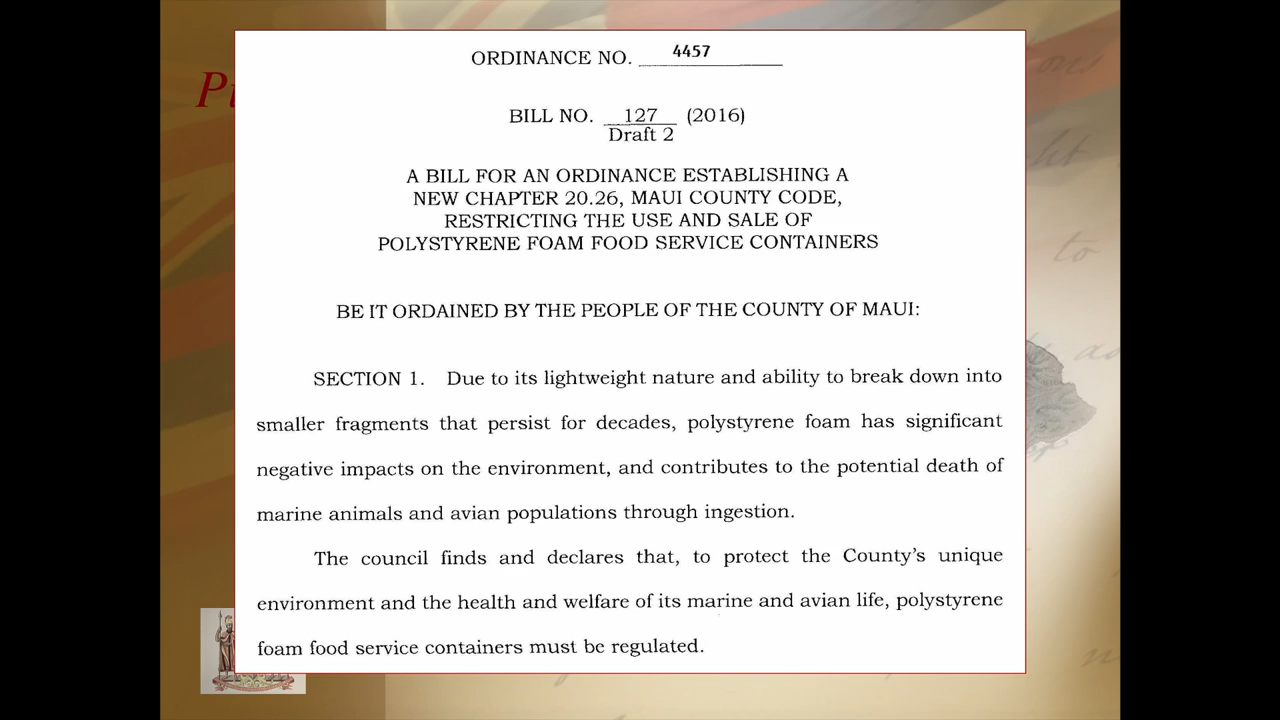 ORDINANCE NO. 4457
BILL NO. 127 (2016)
Draft 2
A BILL FOR AN ORDINANCE ESTABLISHING A
NEW CHAPTER 20.26, MAUI COUNTY CODE,
RESTRICTING THE USE AND SALE OF
POLYSTYRENE FOAM FOOD SERVICE CONTAINERS
BE IT ORDAINED BY THE PEOPLE OF THE COUNTY OF MAUI:
SECTION 1. Due to its lightweight nature and ability to break down into
smaller fragments that persist for decades, polystyrene foam has significant
negative impacts on the environment, and contributes to the potential death of
marine animals and avian populations through ingestion.
The council finds and declares that, to protect the County's unique
environment and the health and welfare of its marine and avian life, polystyrene
foam food service containers must be regulated.